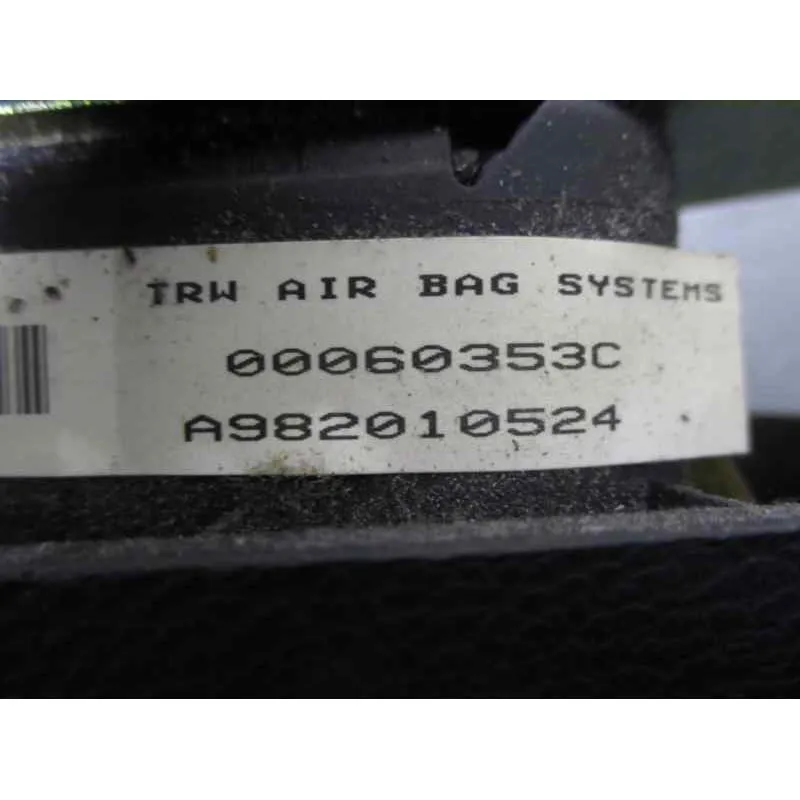 TRW AIR BAG SYSTEMS
00060353C
A982010524